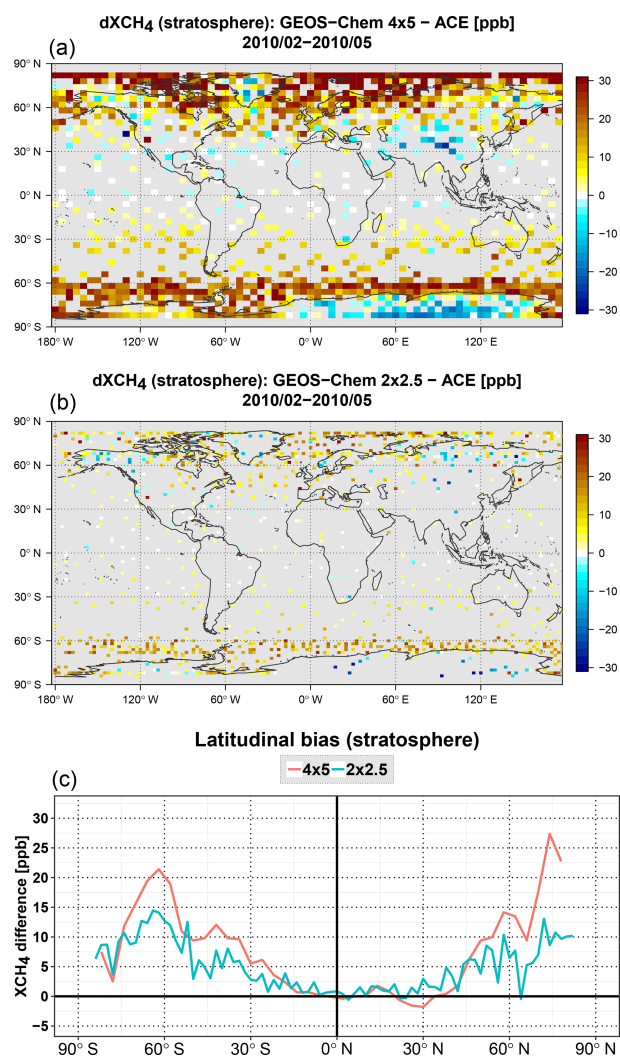 dXCH4 (stratosphere): GEOS−Chem 4x5 − ACE [ppb]
2010/02−2010/05
(a)
90° N
60° N
30° N
0° N
30° S
60° S
90° S
180° W
120° W
60° W
0° W
60° E
120° E
30
20
10
0
−10
−20
−30
dXCH4 (stratosphere): GEOS−Chem 2x2.5 − ACE [ppb]
2010/02−2010/05
(b)
90° N
60° N
30° N
0° N
30° S
60° S
90° S
180° W
120° W
60° W
0° W
60° E
120° E
30
20
10
0
−10
−20
−30
Latitudinal bias (stratosphere)
4x5 2x2.5
(c)
XCH4 difference [ppb]
30
25
20
15
10
5
0
−5
90° S 60° S 30° S 0° N 30° N 60° N 90° N